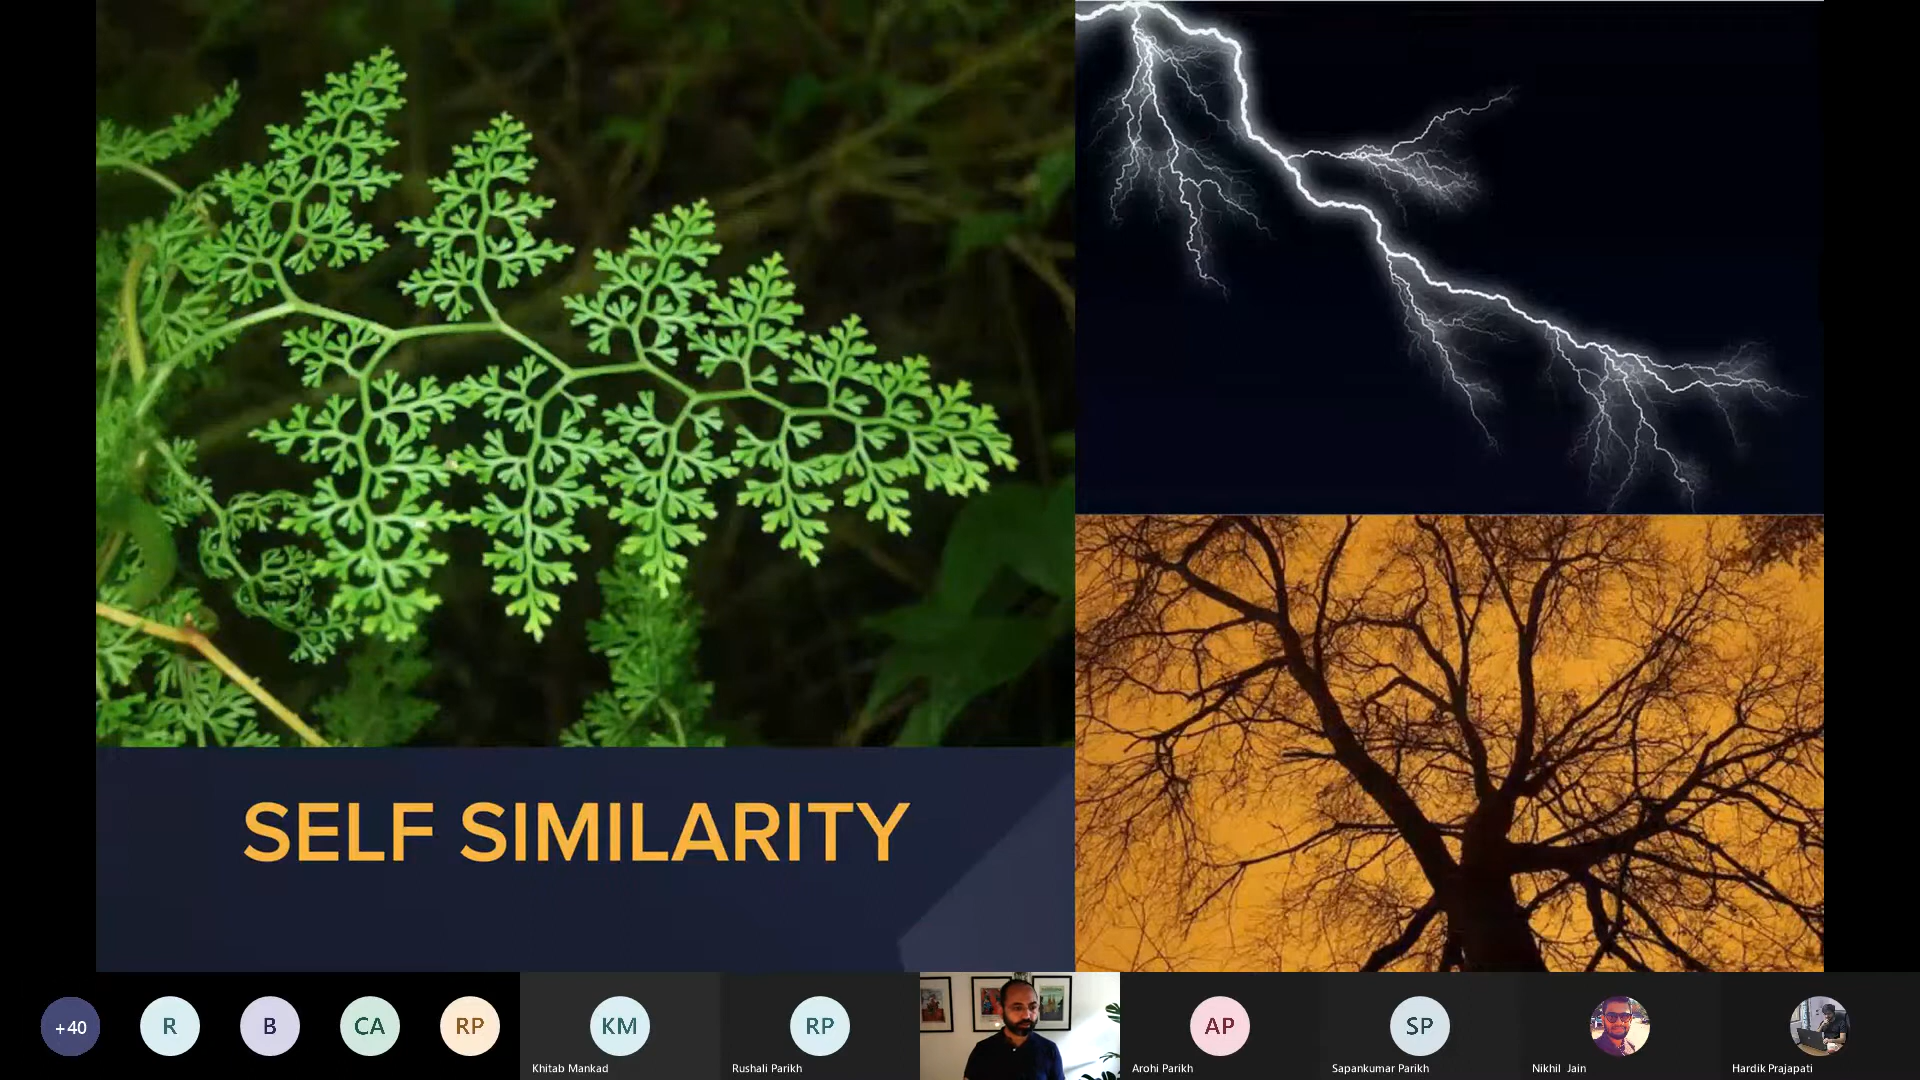 SELF SIMILARITY
+40
R
B
CA
RP
KM
RP
AP
SP
Khitab Mankad
Rushali Parikh
Arohi Parikh
Sapankumar Parikh
Nikhil Jain
Hardik Prajapati